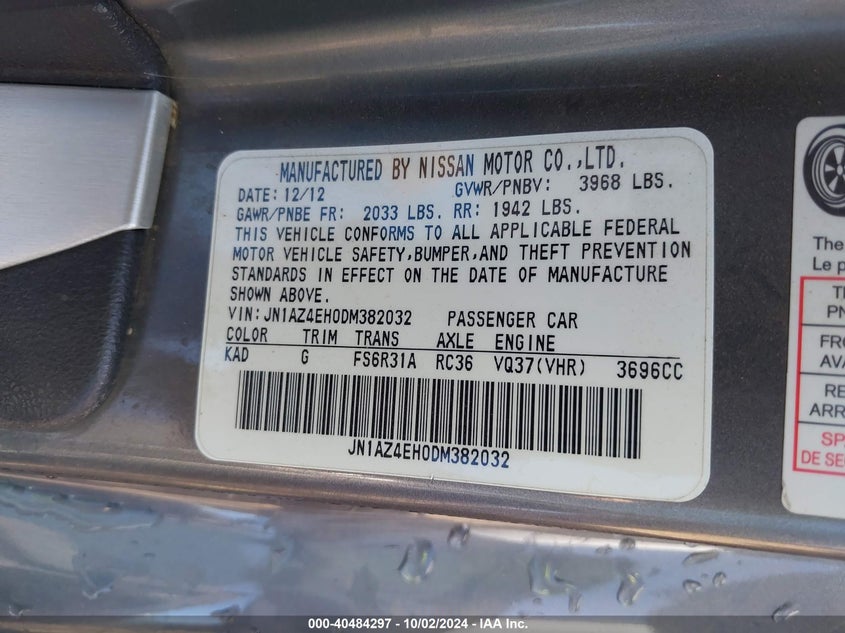 MANUFACTURED BY NISSAN MOTOR CO.,LTD.
DATE: 12/12 GVWR/PNBV: 3968 LBS.
GAWR/PNBE FR: 2033 LBS. RR: 1942 LBS.
THIS VEHICLE CONFORMS TO ALL APPLICABLE FEDERAL
MOTOR VEHICLE SAFETY,BUMPER,AND THEFT PREVENTION
STANDARDS IN EFFECT ON THE DATE OF MANUFACTURE
SHOWN ABOVE.
VIN: JN1AZ4EH0DM382032 PASSENGER CAR
COLOR TRIM TRANS AXLE ENGINE
KAD G FS6R31A RC36 VQ37(VHR) 3696CC
JN1AZ4EH0DM382032
The
Le p
PN
FRO
AVA
RE
ARR
SP
DE SEC
000-40484297 - 10/02/2024 - IAA Inc.